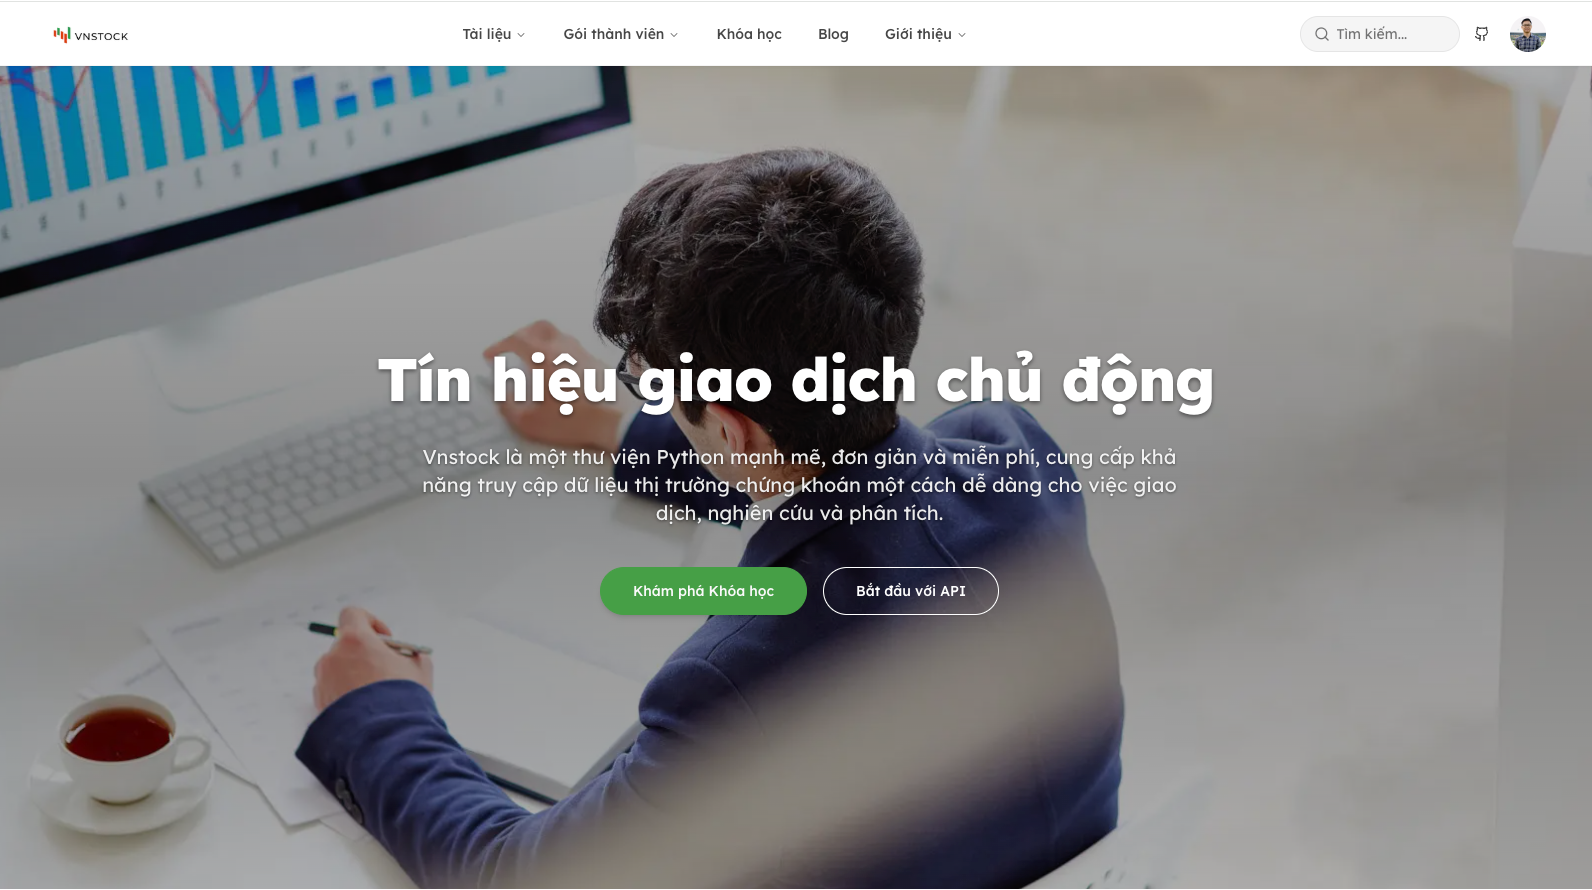 VNSTOCK
Tài liệu
Gói thành viên
Khóa học
Blog
Giới thiệu
Tìm kiếm...
Tín hiệu giao dịch chủ động
Vnstock là một thư viện Python mạnh mẽ, đơn giản và miễn phí, cung cấp khả
năng truy cập dữ liệu thị trường chứng khoán một cách dễ dàng cho việc giao
dịch, nghiên cứu và phân tích.
Khám phá Khóa học
Bắt đầu với API